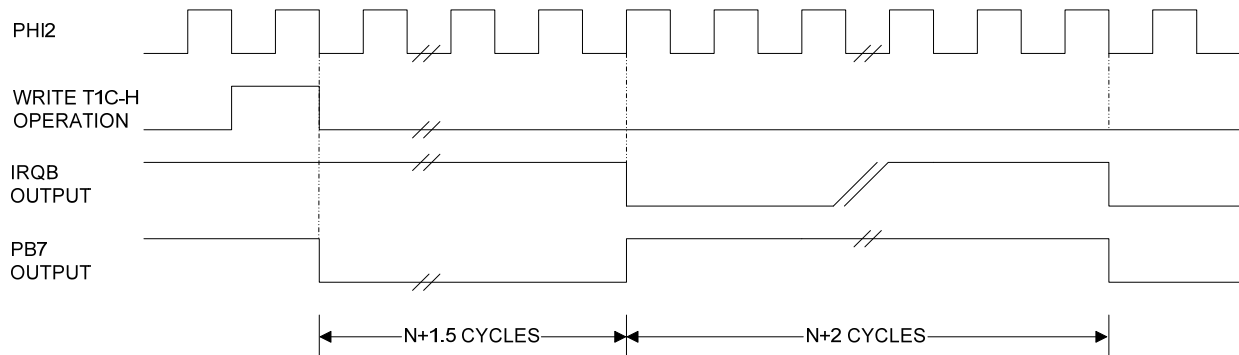 PHI2
WRITE T1C-H
OPERATION
IRQB
OUTPUT
PB7
OUTPUT
N+1.5 CYCLES
N+2 CYCLES